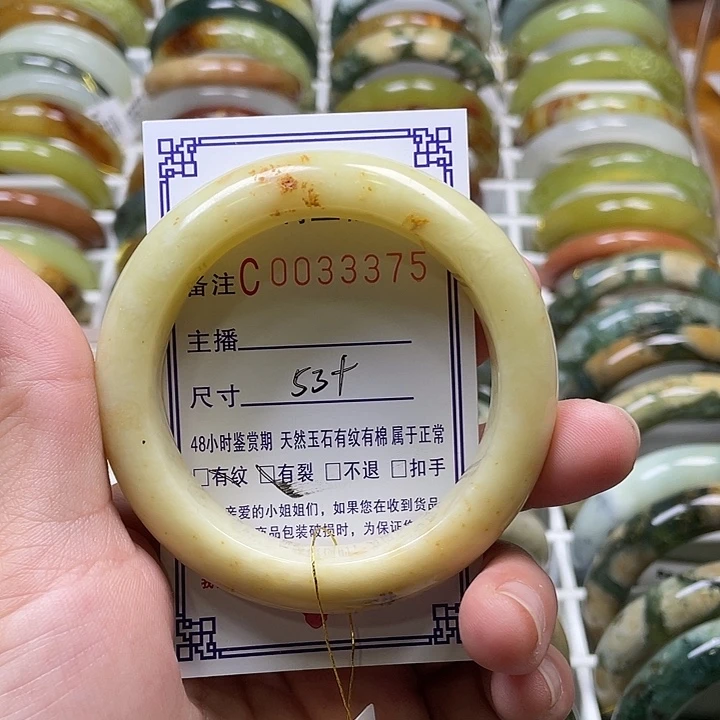 备注C0033375
主播
尺寸 53+
48小时鉴赏期 天然玉石有纹有棉属于正常
□有纹 □有裂 □不退 □扣手
亲爱的小姐姐们，如果您在收到货品
商品包装破损时，为保证